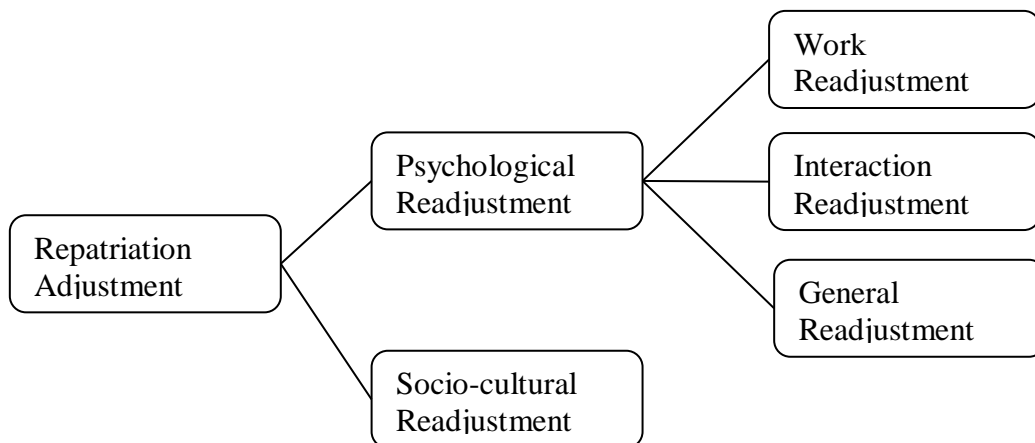 Work
Readjustment
Psychological
Readjustment
Interaction
Readjustment
Repatriation
Adjustment
General
Readjustment
Socio-cultural
Readjustment